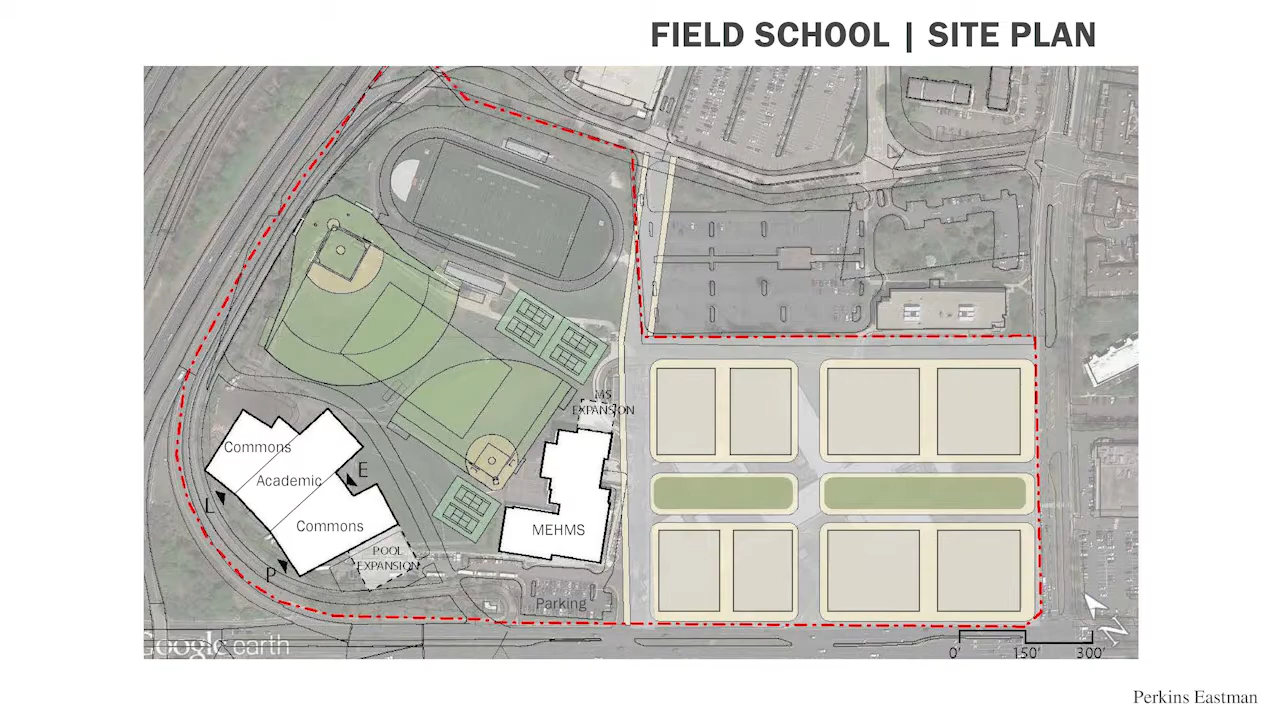 FIELD SCHOOL | SITE PLAN
MS
EXPANSION
Commons
E
Academic
L
Commons
MEHMS
POOL
EXPANSION
P
Parking
N
Google earth
0' 150' 300'
Perkins Eastman